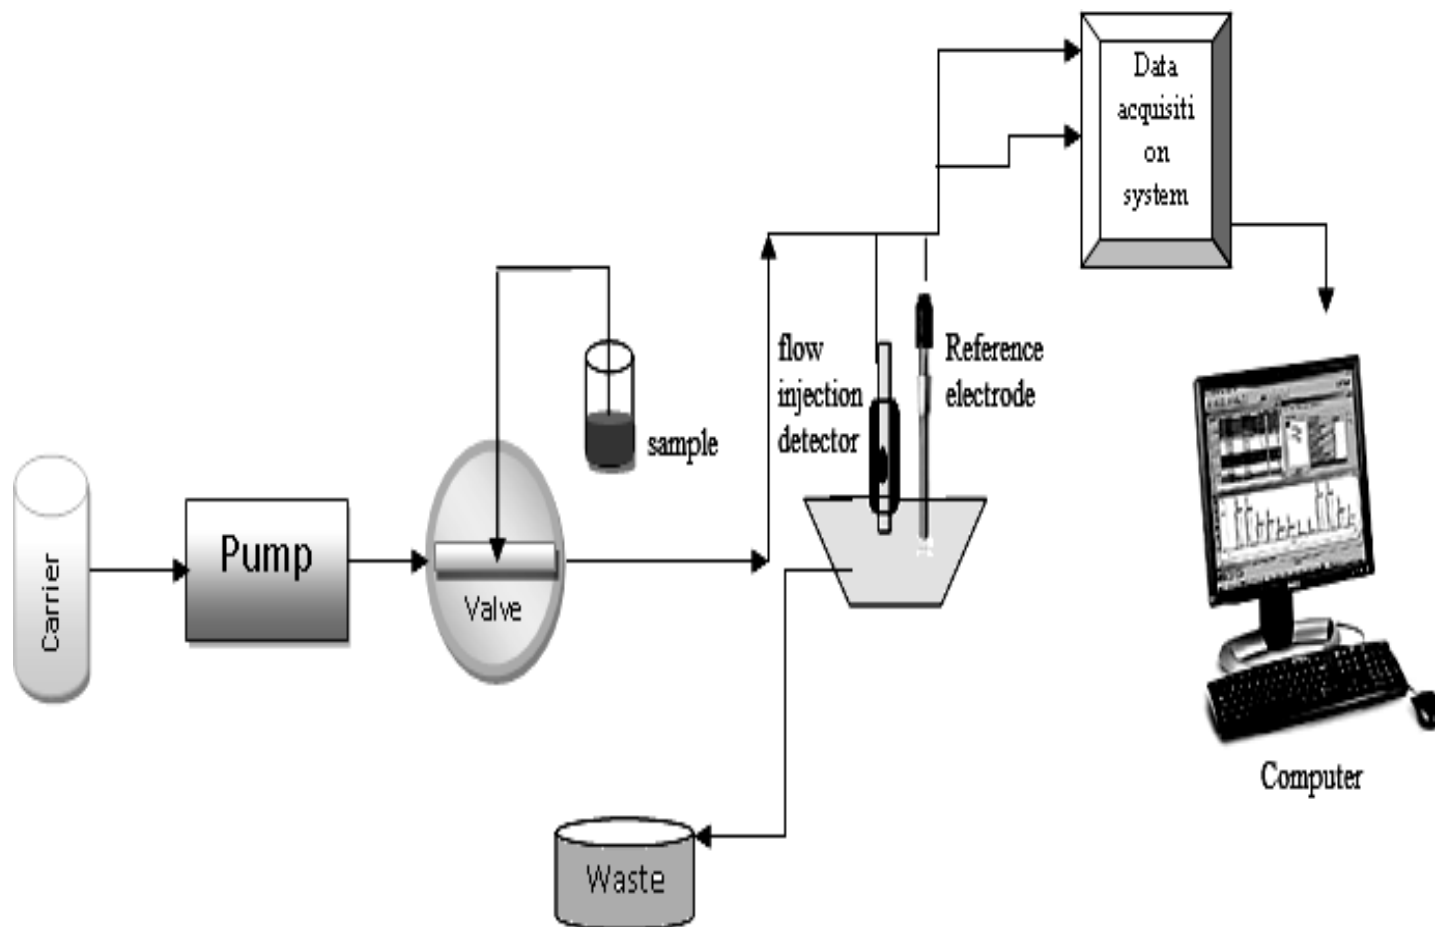 Carrier
Pump
Valve
sample
flow
injection
detector
Reference
electrode
Data
acquisiti
on
system
Computer
Waste